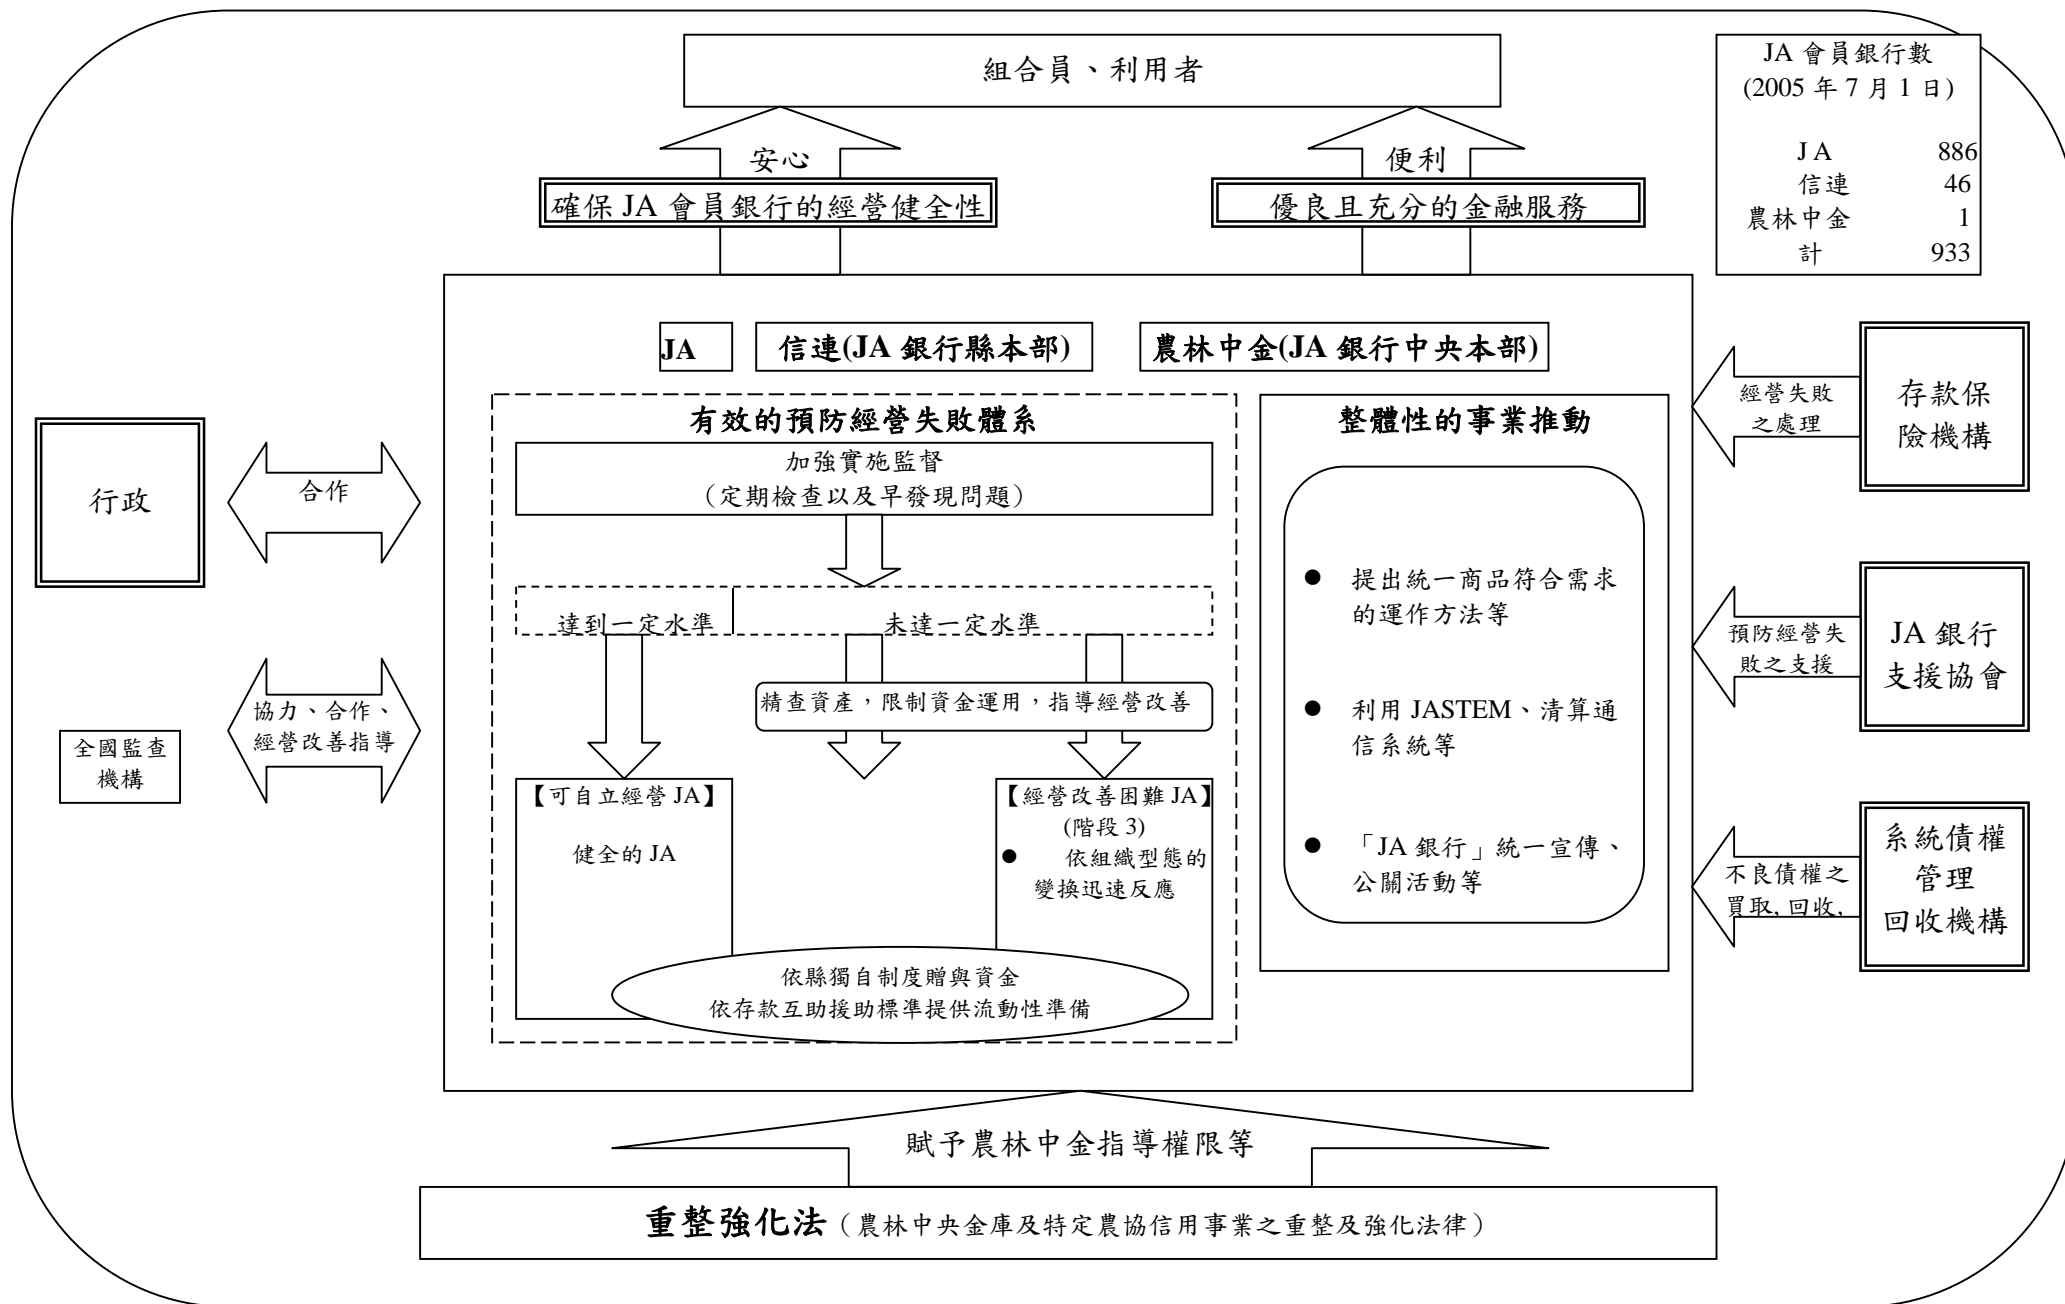 組合員、利用者
JA 會員銀行數
(2005 年 7 月 1 日)
J A 886
信連 46
農林中金 1
計 933
安心
便利
確保 JA 會員銀行的經營健全性
優良且充分的金融服務
JA
信連(JA 銀行縣本部)
農林中金(JA 銀行中央本部)
有效的預防經營失敗體系
加強實施監督
（定期檢查以及早發現問題）
達到一定水準
未達一定水準
精查資產，限制資金運用，指導經營改善
【可自立經營 JA】
健全的 JA
【經營改善困難 JA】
(階段 3)
● 依組織型態的
變換迅速反應
依縣獨自制度贈與資金
依存款互助援助標準提供流動性準備
整體性的事業推動
● 提出統一商品符合需求
的運作方法等
● 利用 JASTEM、清算通
信系統等
● 「JA 銀行」統一宣傳、
公關活動等
行政
合作
全國監查
機構
協力、合作、
經營改善指導
經營失敗
之處理
存款保
險機構
預防經營失
敗之支援
JA 銀行
支援協會
不良債權之
買取, 回收,
系統債權
管理
回收機構
賦予農林中金指導權限等
重整強化法（農林中央金庫及特定農協信用事業之重整及強化法律）